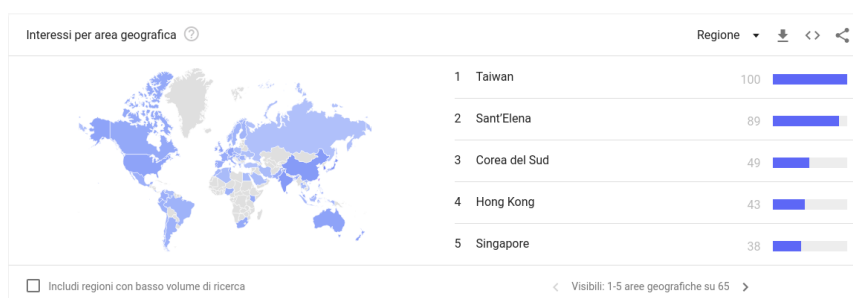 Interessi per area geografica ?
Regione
1 Taiwan 100
2 Sant'Elena 89
3 Corea del Sud 49
4 Hong Kong 43
5 Singapore 38
Includi regioni con basso volume di ricerca
Visibili: 1-5 aree geografiche su 65